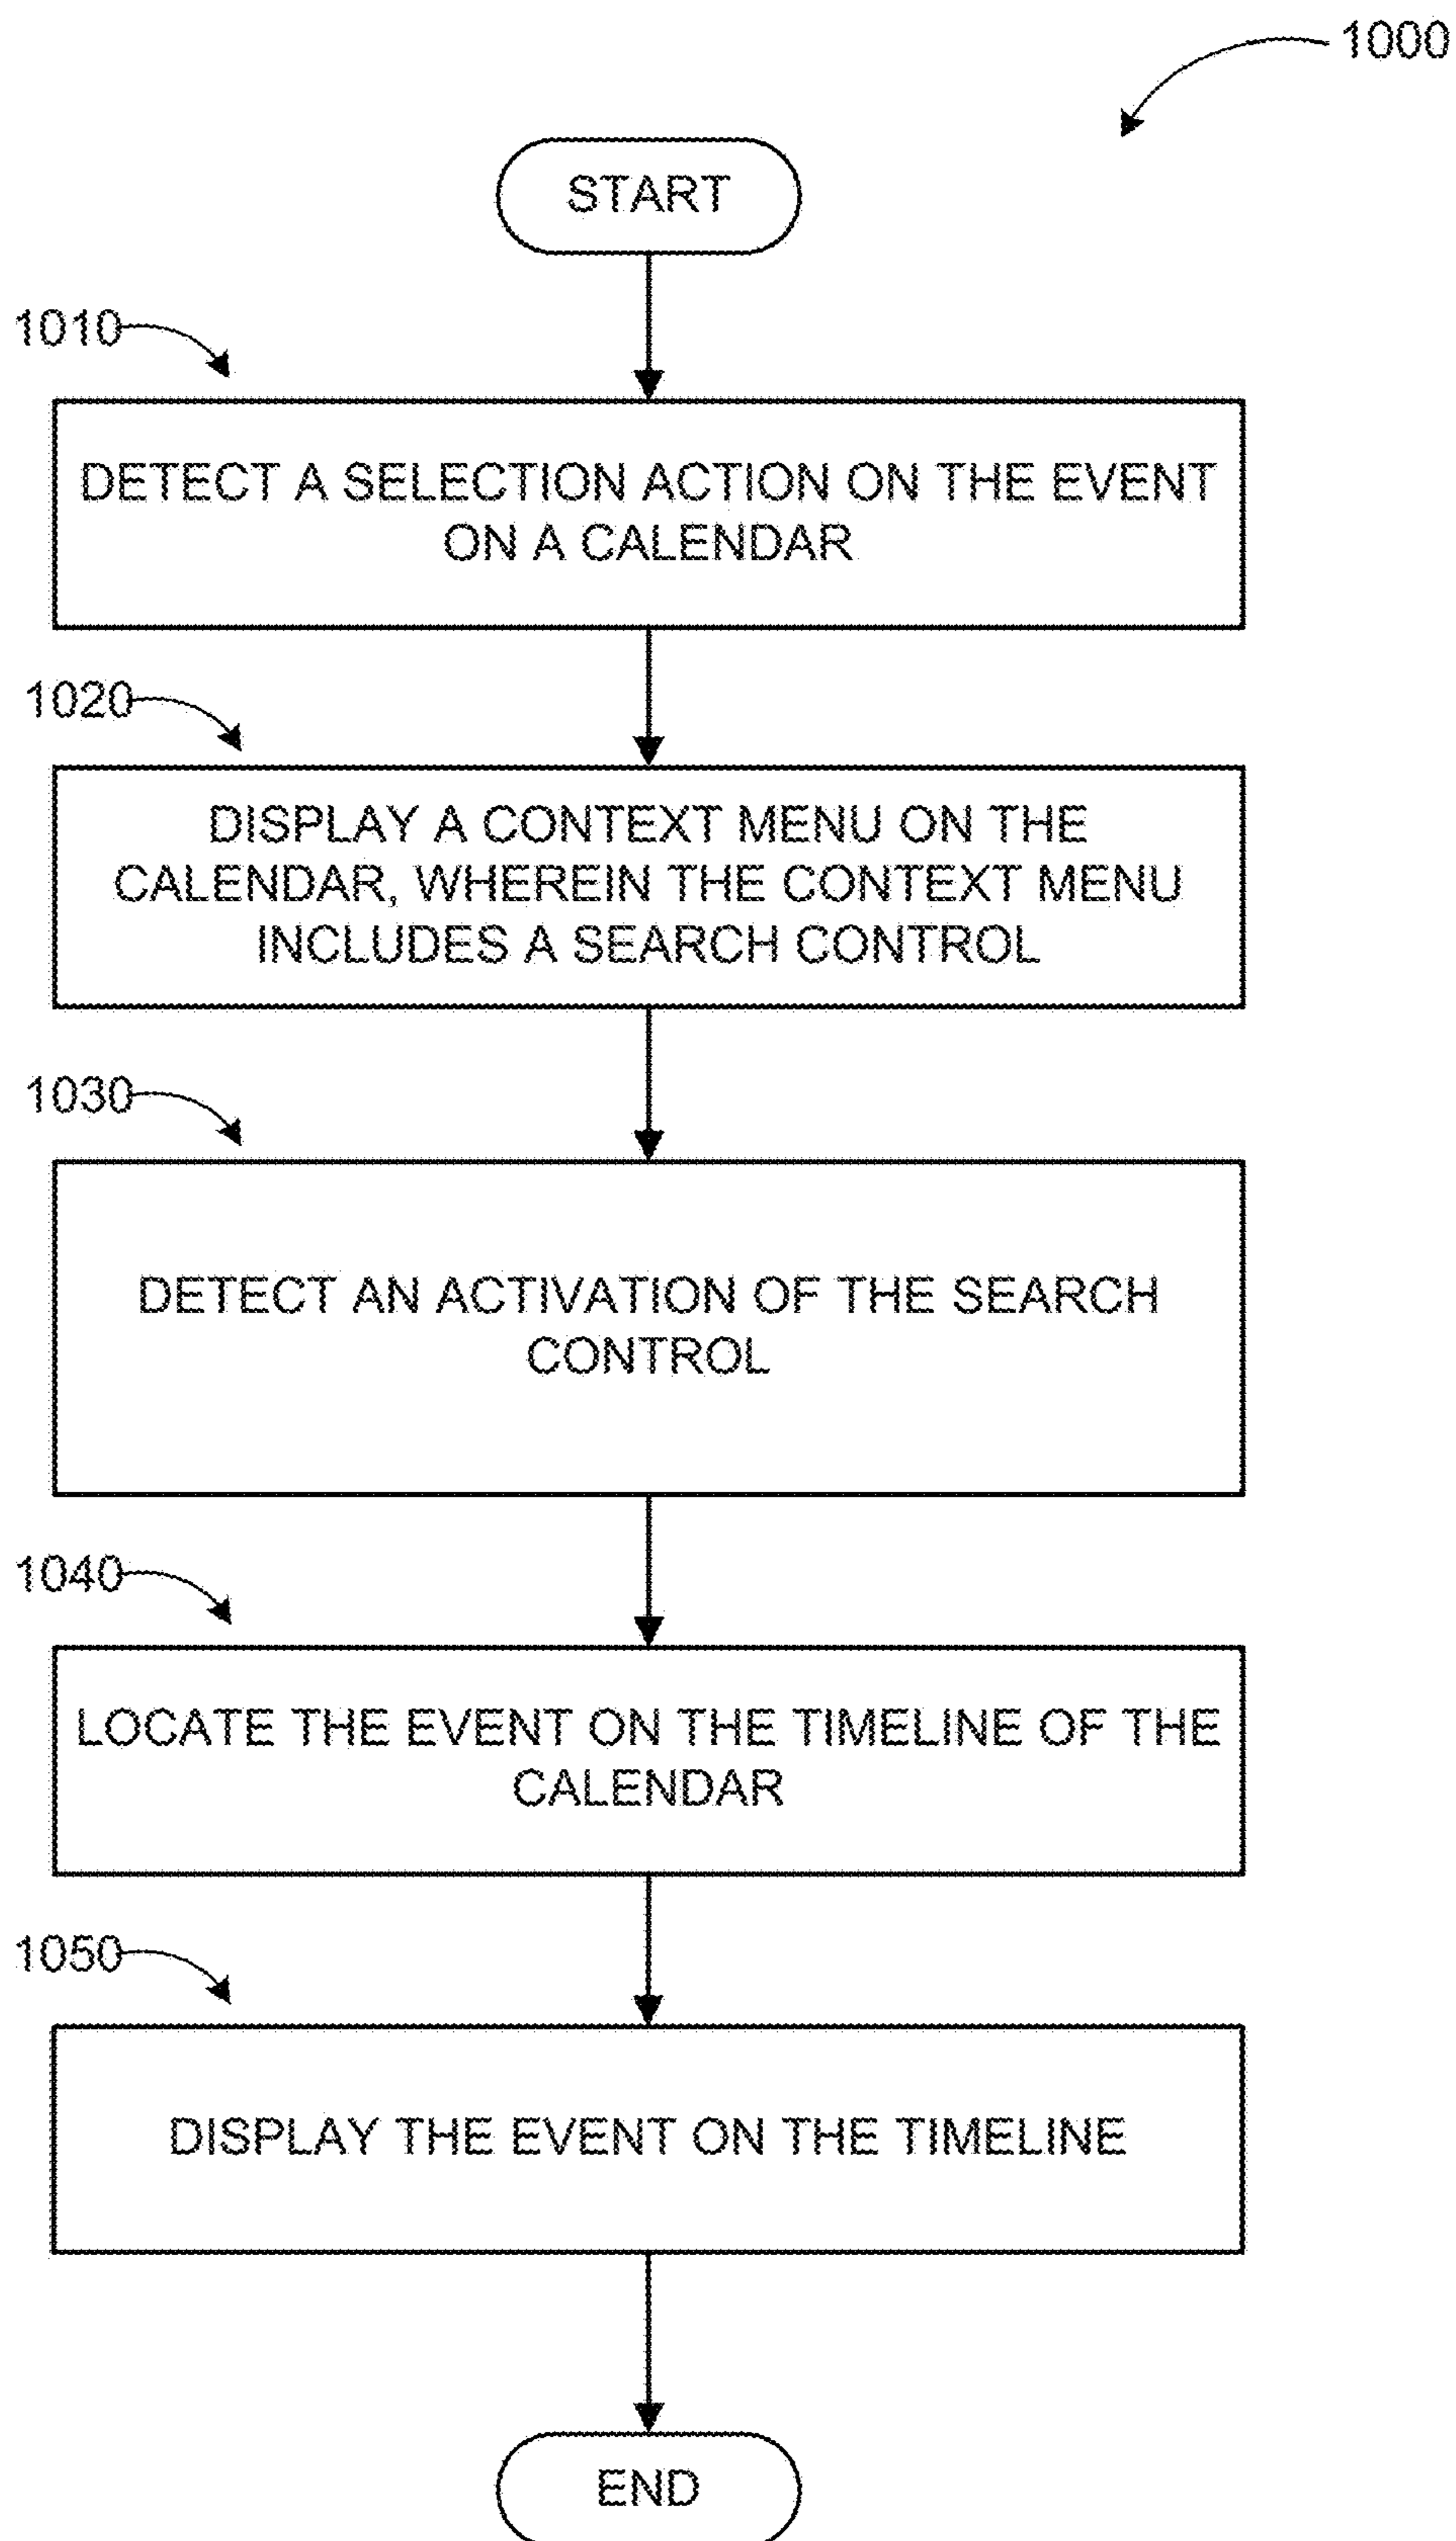 1000
START
1010
DETECT A SELECTION ACTION ON THE EVENT
ON A CALENDAR
1020
DISPLAY A CONTEXT MENU ON THE
CALENDAR, WHEREIN THE CONTEXT MENU
INCLUDES A SEARCH CONTROL
1030
DETECT AN ACTIVATION OF THE SEARCH
CONTROL
1040
LOCATE THE EVENT ON THE TIMELINE OF THE
CALENDAR
1050
DISPLAY THE EVENT ON THE TIMELINE
END